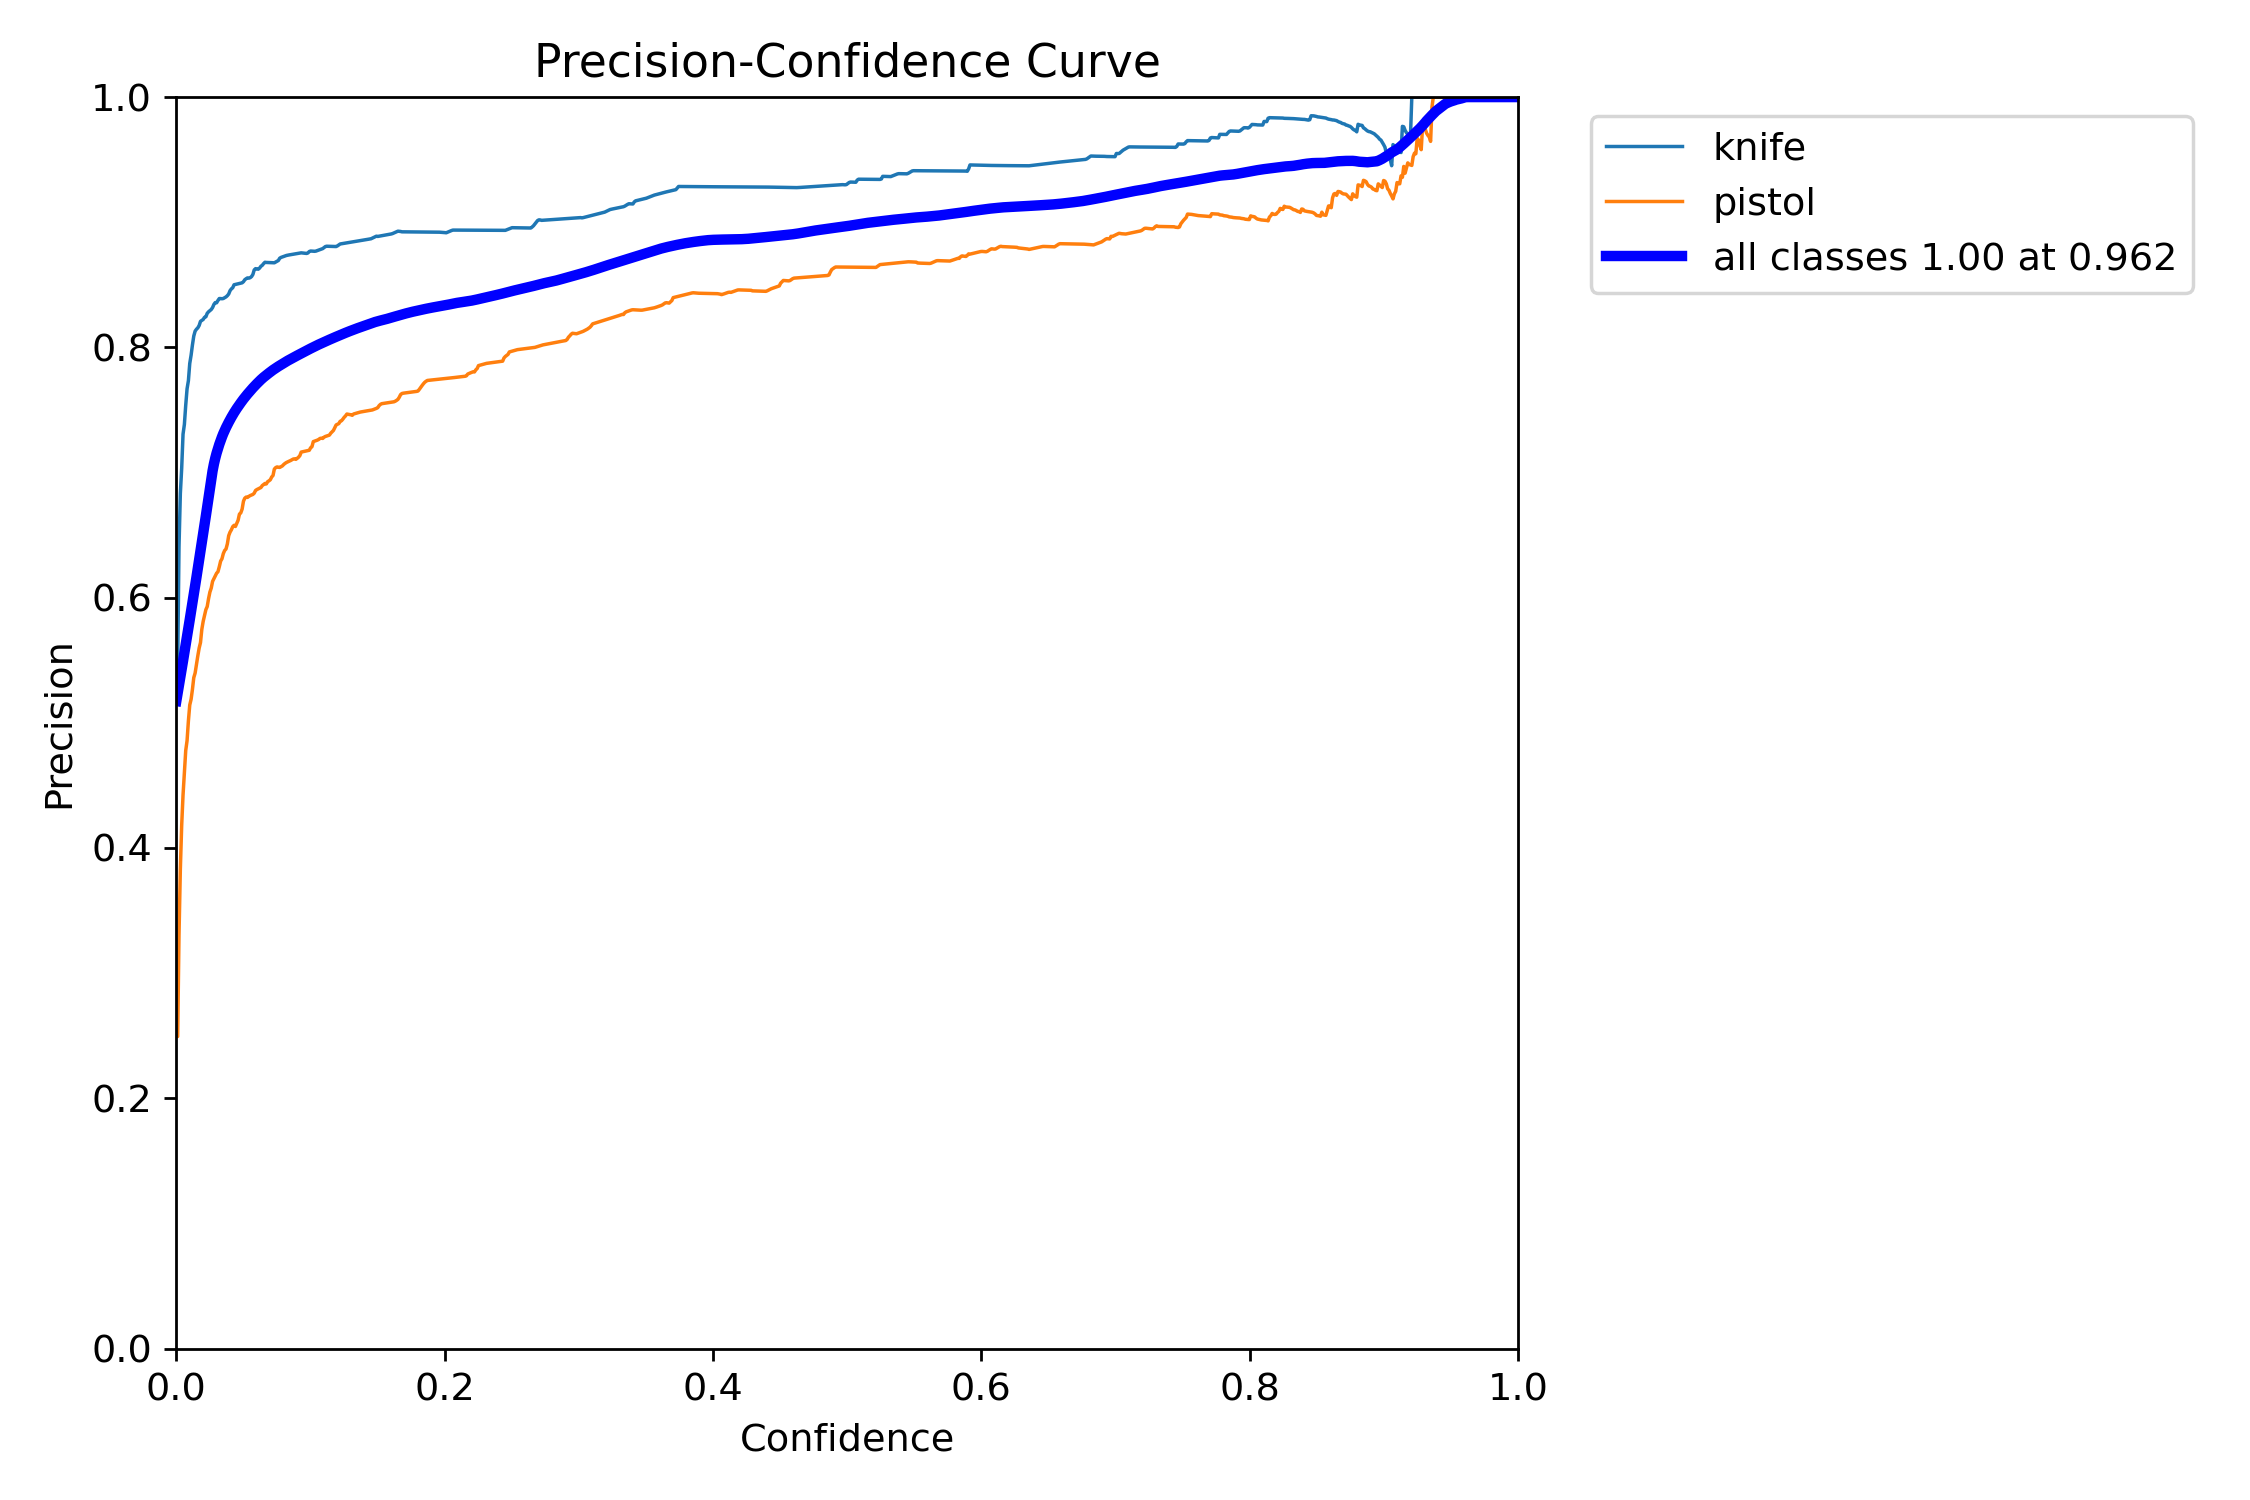 Precision-Confidence Curve
1.0
0.8
0.6
0.4
0.2
0.0
Precision
0.0 0.2 0.4 0.6 0.8 1.0
Confidence
knife
pistol
all classes 1.00 at 0.962